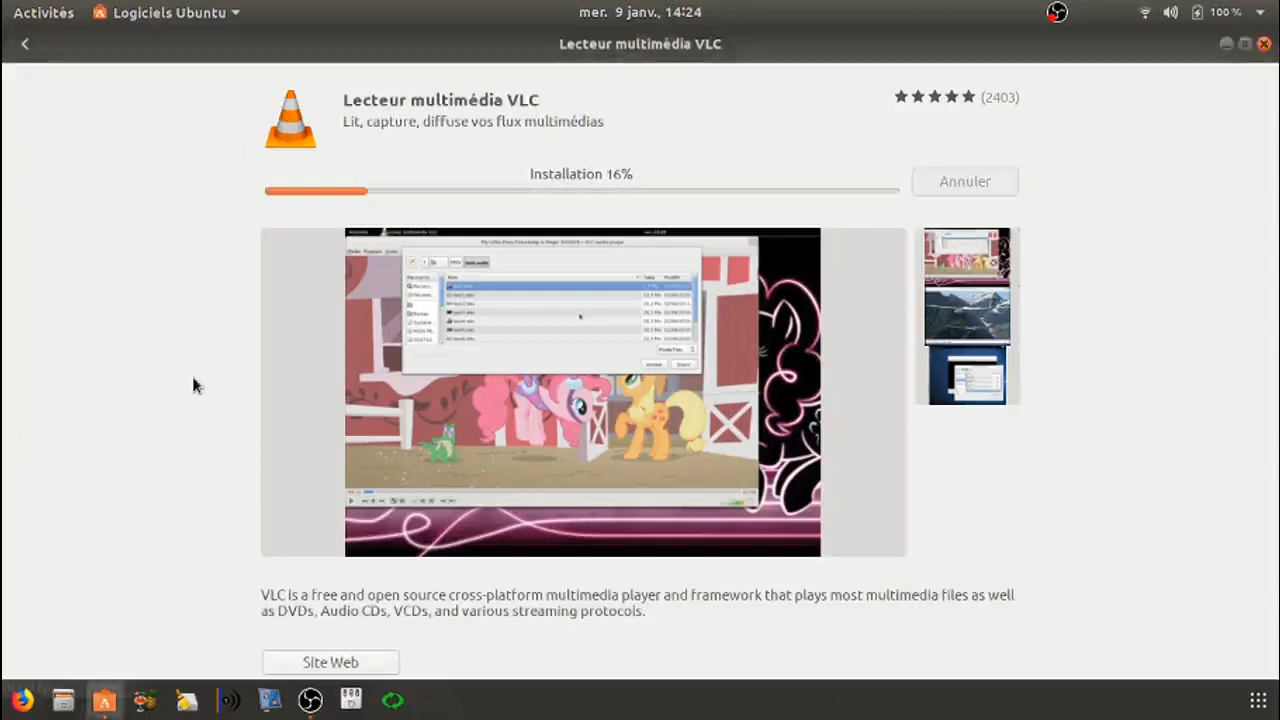 Activités
Logiciels Ubuntu
mer. 9 janv., 14:24
100 %
Lecteur multimédia VLC
Lecteur multimédia VLC
(2403)
Lit, capture, diffuse vos flux multimédias
Installation 16%
Annuler
VLC is a free and open source cross-platform multimedia player and framework that plays most multimedia files as well
as DVDs, Audio CDs, VCDs, and various streaming protocols.
Site Web